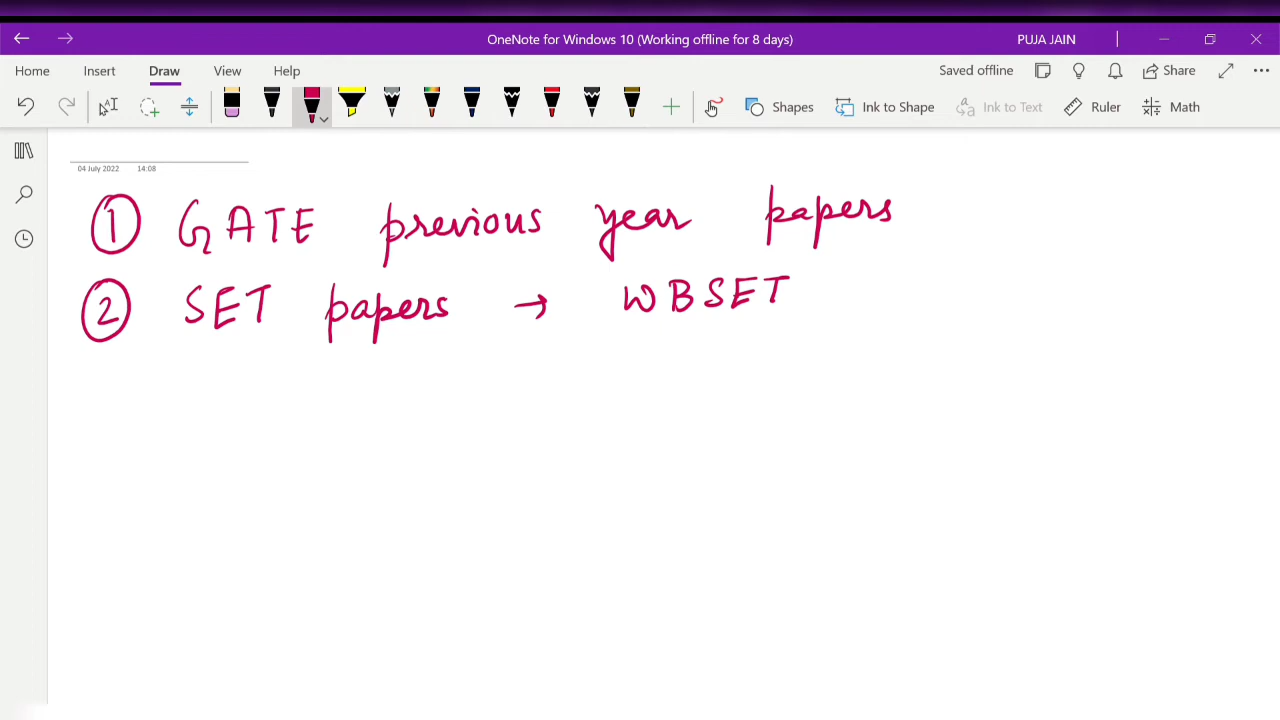 OneNote for Windows 10 (Working offline for 8 days)
PUJA JAIN
Home Insert Draw View Help
Saved offline
Share
Shapes
Ink to Shape
Ink to Text
Ruler
Math
04 July 2022 14:08
① GATE previous year papers
② SET papers → WBSET